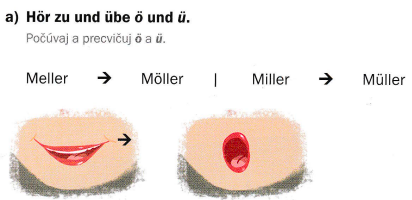 a) Hör zu und übe ö und ü.
Počúvaj a precvičuj ö a ü.
Meller → Möller | Miller → Müller
→